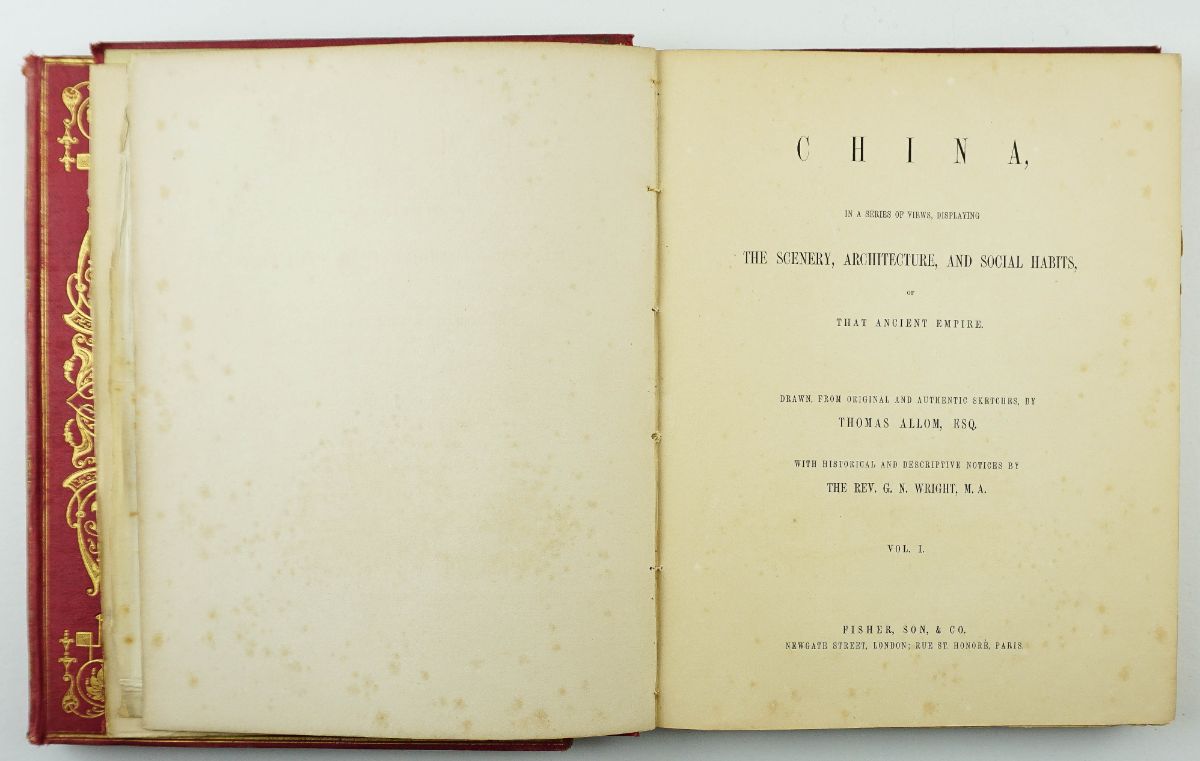 CHINA,
IN A SERIES OF VIEWS, DISPLAYING
THE SCENERY, ARCHITECTURE, AND SOCIAL HABITS,
OF
THAT ANCIENT EMPIRE.
DRAWN, FROM ORIGINAL AND AUTHENTIC SKETCHES, BY
THOMAS ALLOM, ESQ.
WITH HISTORICAL AND DESCRIPTIVE NOTICES BY
THE REV. G. N. WRIGHT, M.A.
VOL. I.
FISHER, SON, & CO.
NEWGATE STREET, LONDON; RUE ST. HONORÉ, PARIS.